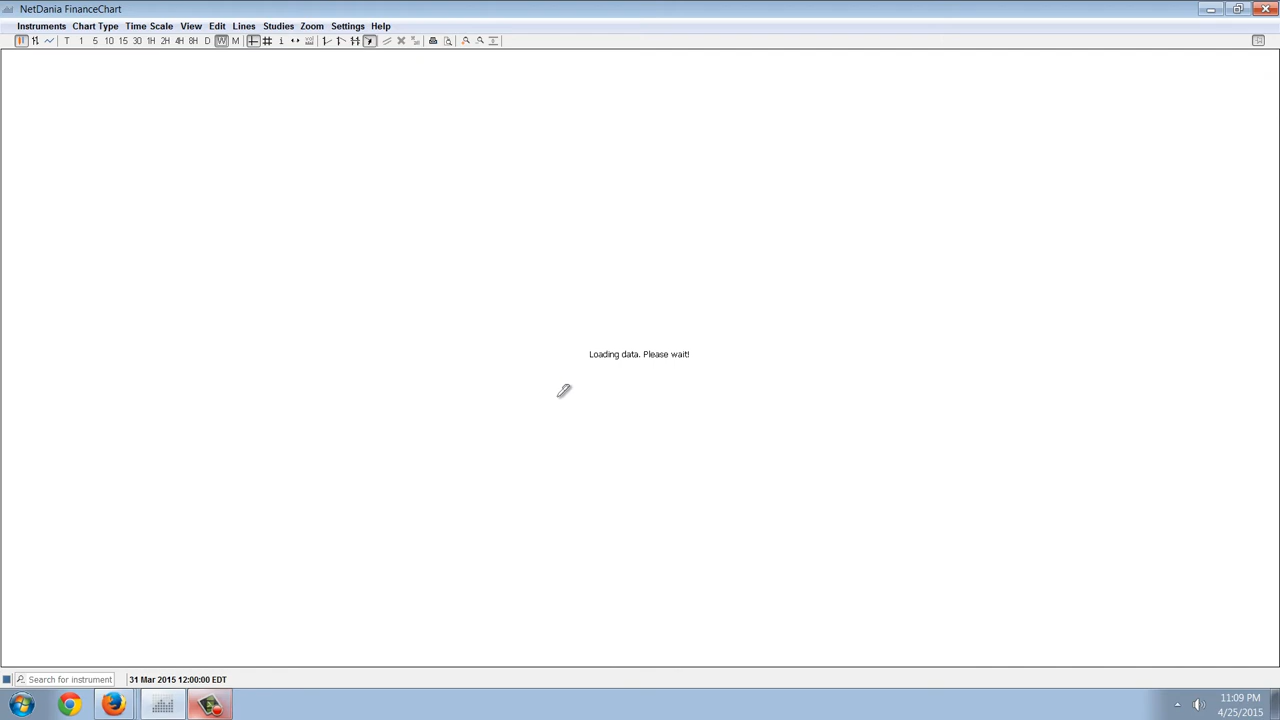 NetDania FinanceChart
Instruments Chart Type Time Scale View Edit Lines Studies Zoom Settings Help
T 1 5 10 15 30 1H 2H 4H 8H D W M
Loading data. Please wait!
Search for instrument 31 Mar 2015 12:00:00 EDT
11:09 PM
4/25/2015